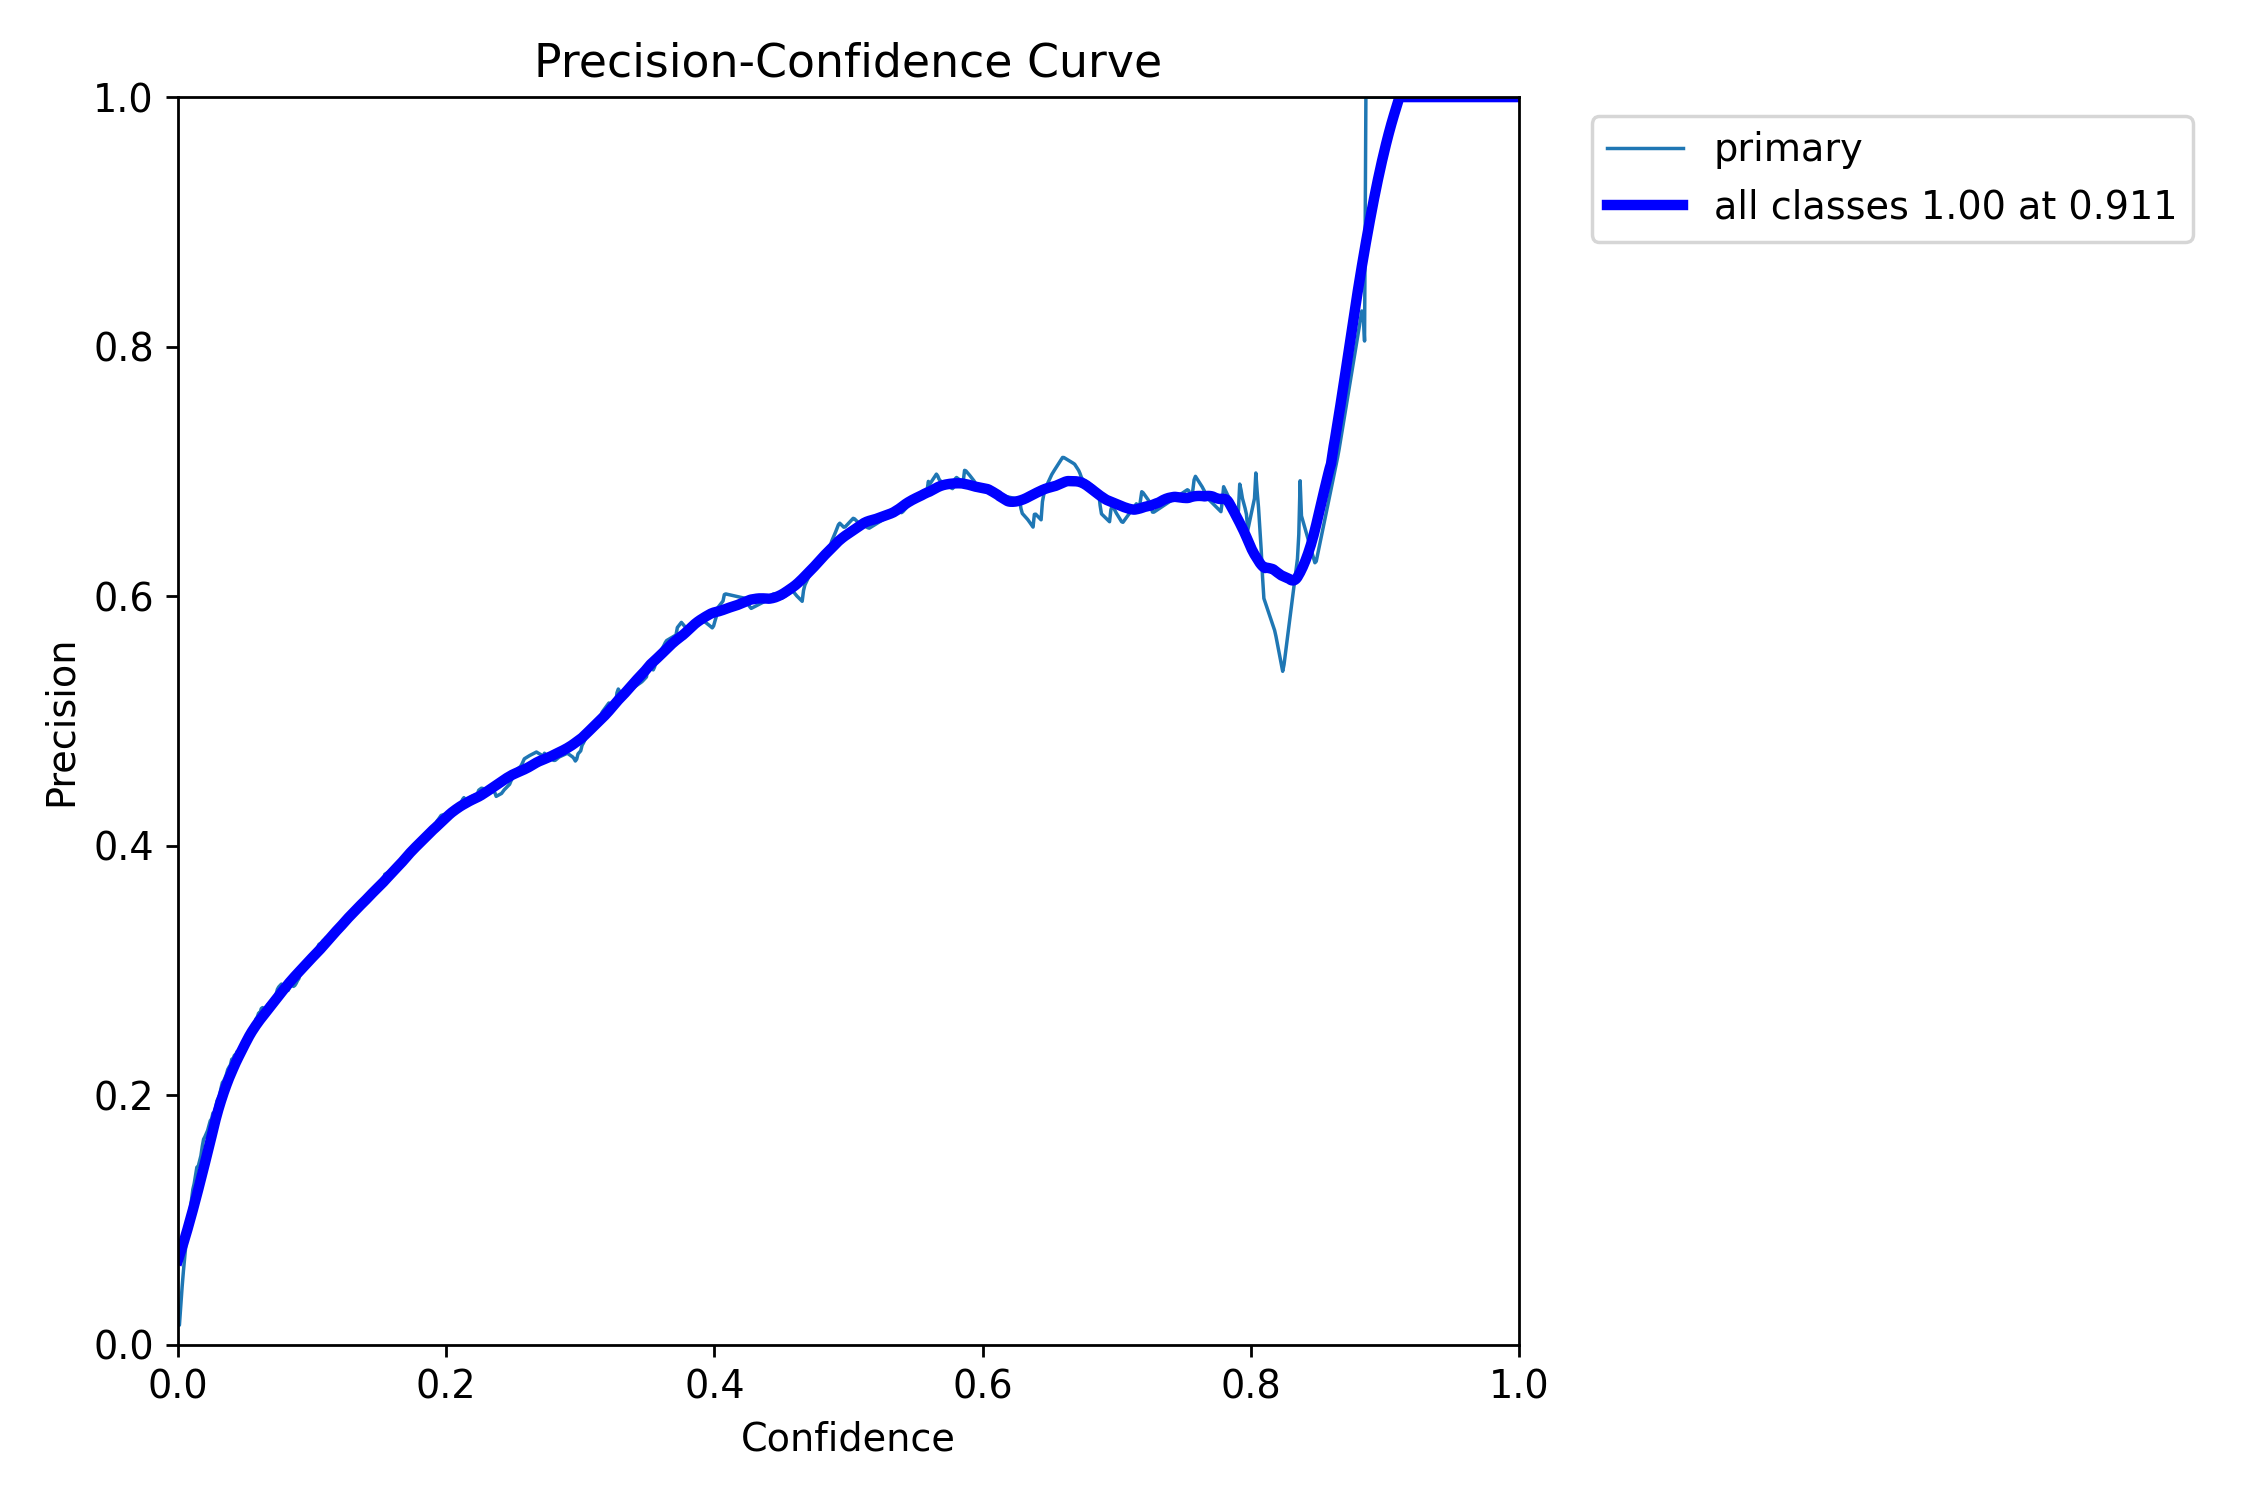 Precision-Confidence Curve
1.0
0.8
0.6
0.4
0.2
0.0
Precision
0.0 0.2 0.4 0.6 0.8 1.0
Confidence
primary
all classes 1.00 at 0.911